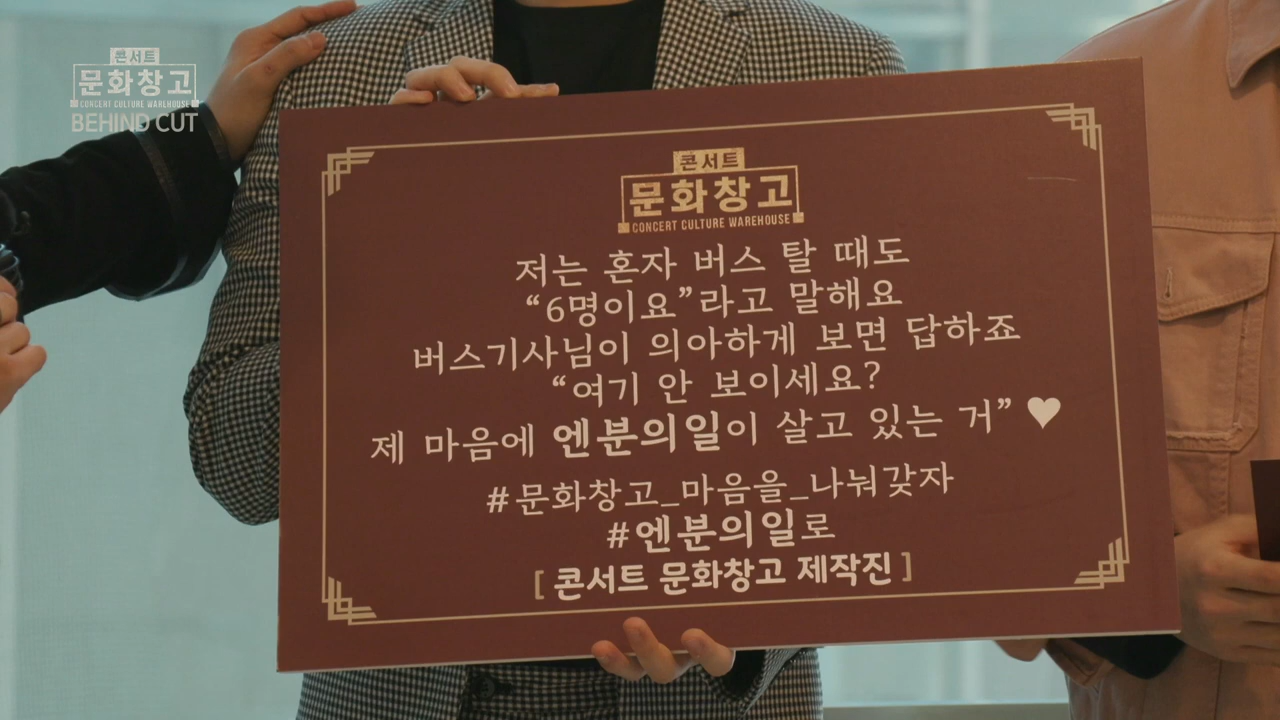 콘서트
문화창고
CONCERT CULTURE WAREHOUSE
BEHIND CUT
콘서트
문화창고
CONCERT CULTURE WAREHOUSE
저는 혼자 버스 탈 때도
“6명이요”라고 말해요
버스기사님이 의아하게 보면 답하죠
“여기 안 보이세요?
제 마음에 엔분의일이 살고 있는 거” ♥
#문화창고_마음을_나눠갖자
#엔분의일로
[ 콘서트 문화창고 제작진 ]